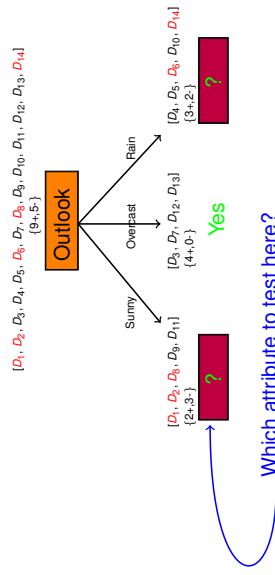 [D1, D2, D3, D4, D5, D6, D7, D8, D9, D10, D11, D12, D13, D14]
{9+,5-}
Outlook
Sunny
Overcast
Rain
[D1, D2, D8, D9, D11]
{2+,3-}
?
[D3, D7, D12, D13]
{4+,0-}
Yes
[D4, D5, D6, D10, D14]
{3+,2-}
?
Which attribute to test here?